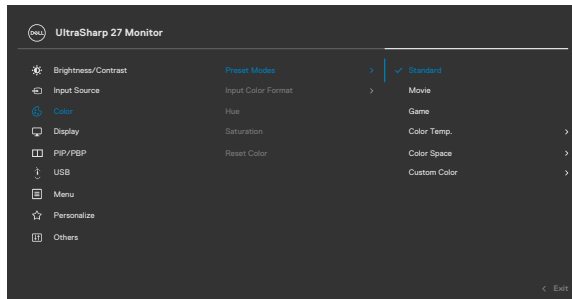 DELL UltraSharp 27 Monitor
Brightness/Contrast Preset Modes > ✓ Standard
Input Source Input Color Format > Movie
Color Hue Game
Display Saturation Color Temp. >
PIP/PBP Reset Color Color Space >
USB Custom Color >
Menu
Personalize
Others
< Exit